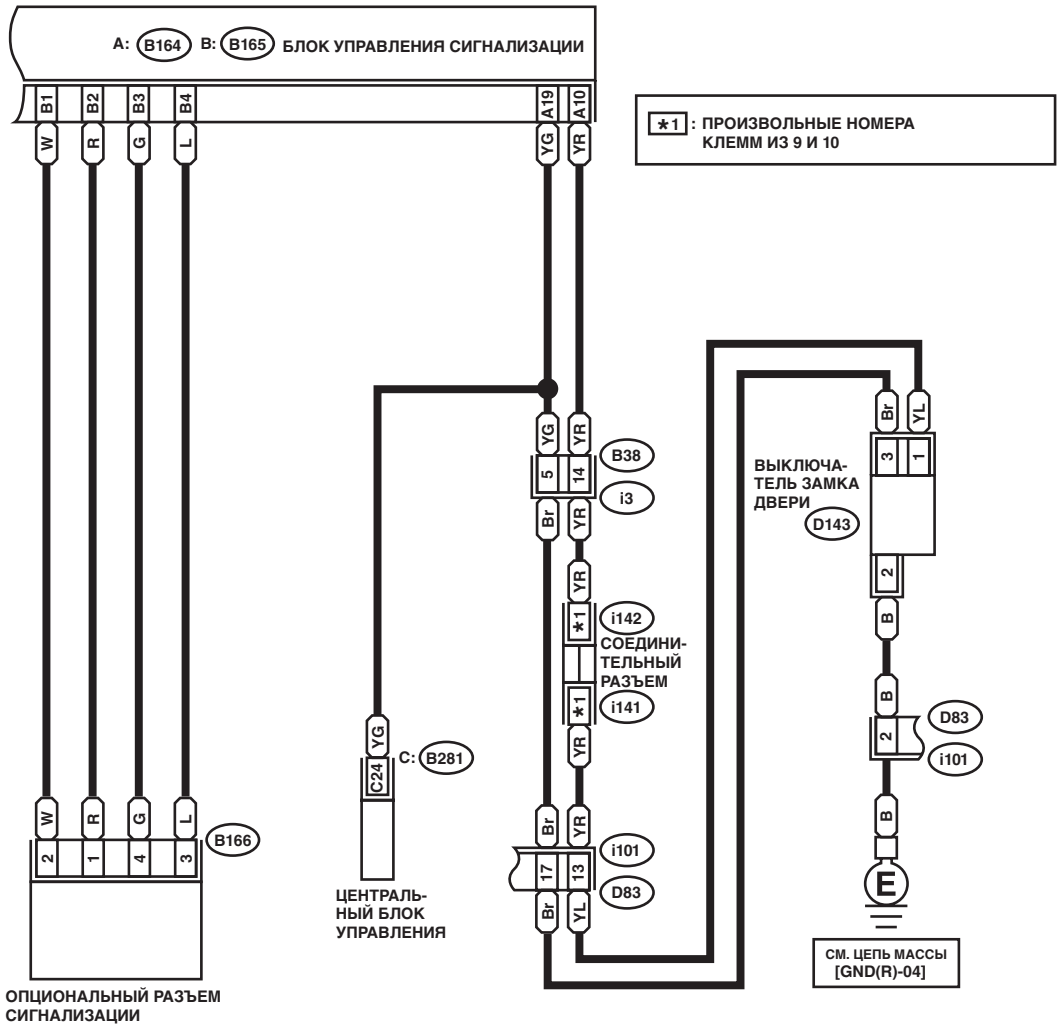 A: B164 B: B165 БЛОК УПРАВЛЕНИЯ СИГНАЛИЗАЦИИ
B1 B2 B3 B4 A19 A10
W R G L YG YR
*1 : ПРОИЗВОЛЬНЫЕ НОМЕРА
КЛЕММ ИЗ 9 И 10
Br YL
3 1
ВЫКЛЮЧА-
ТЕЛЬ ЗАМКА
ДВЕРИ
D143
2
B
B
2
D83
i101
B
E
СМ. ЦЕПЬ МАССЫ
[GND(R)-04]
YG YR
5 14
B38
i3
Br YR
YR
*1
i142
СОЕДИНИ-
ТЕЛЬНЫЙ
РАЗЪЕМ
*1
i141
YR
YG
C24
C: B281
ЦЕНТРАЛЬ-
НЫЙ БЛОК
УПРАВЛЕНИЯ
Br YR
i101
17 13
D83
Br YL
W R G L
2 1 4 3
B166
ОПЦИОНАЛЬНЫЙ РАЗЪЕМ
СИГНАЛИЗАЦИИ